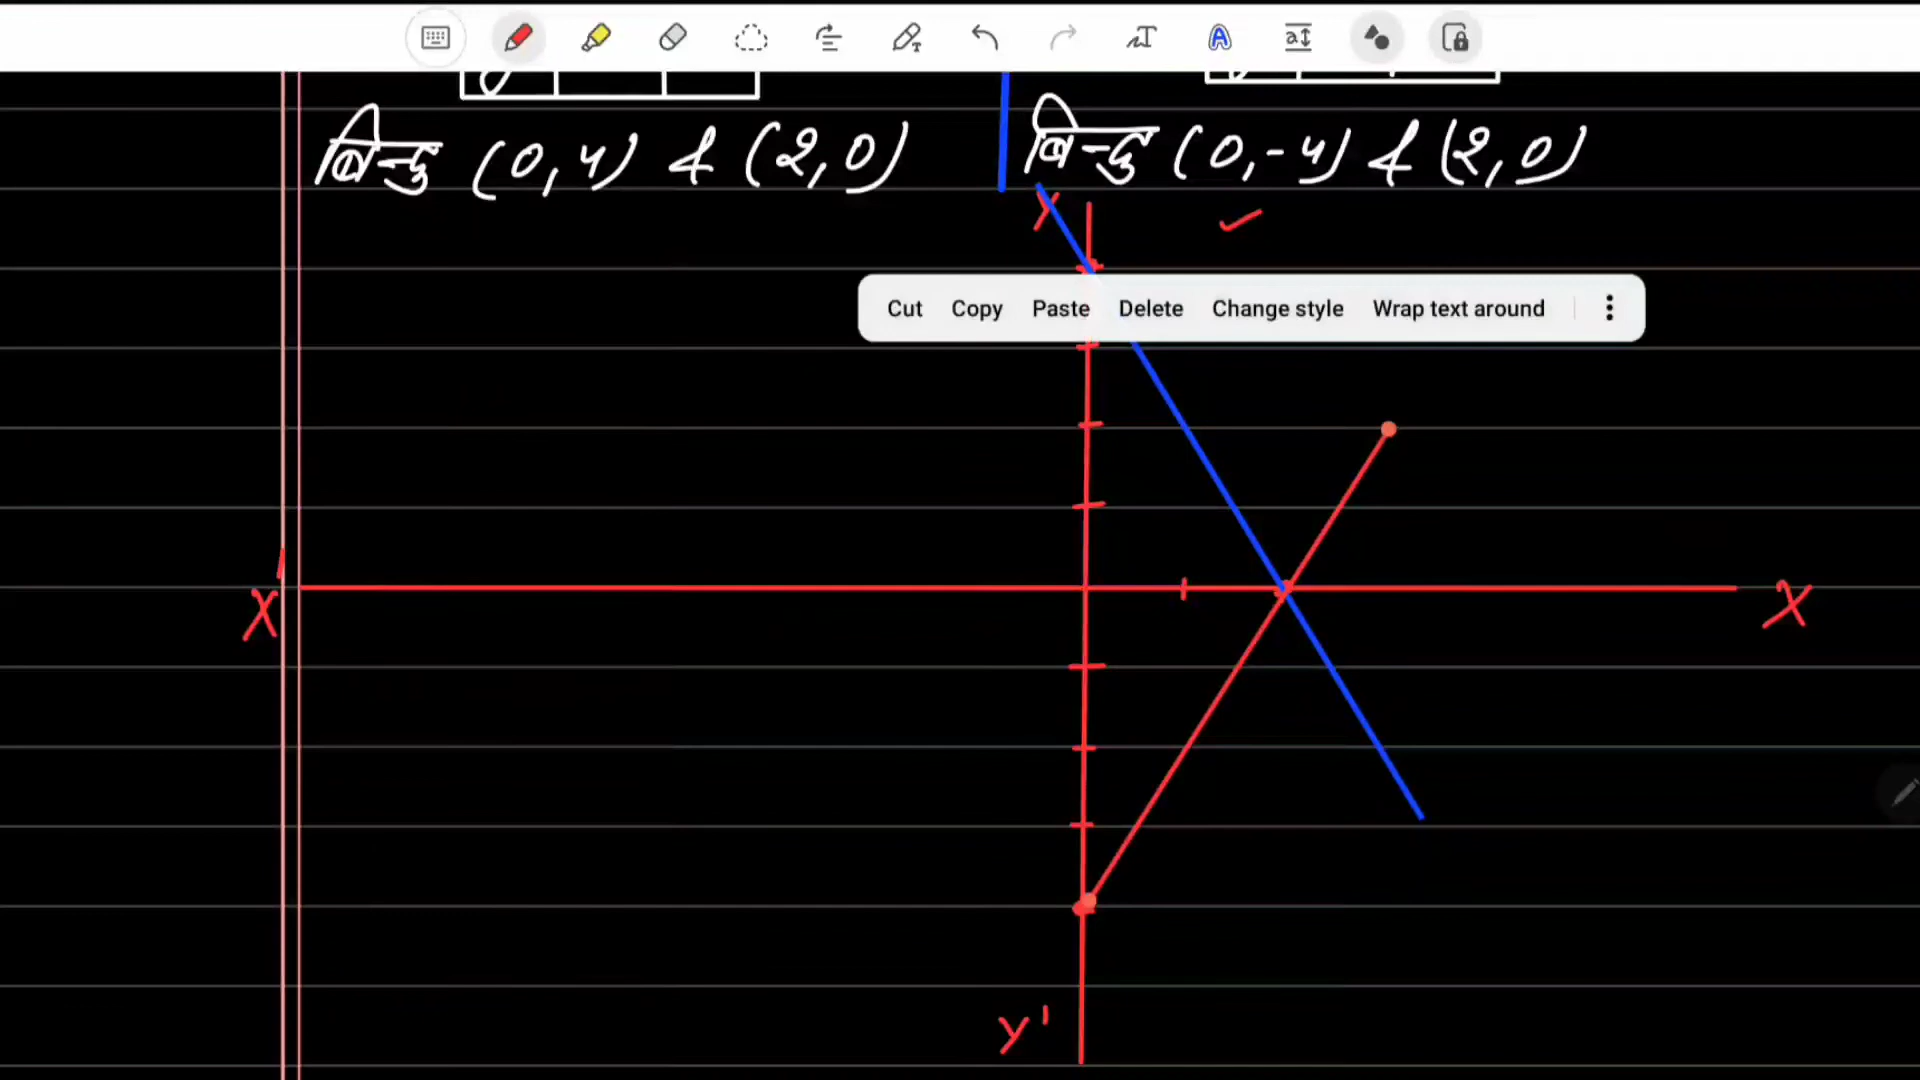 बिन्दु (0, 4) & (2, 0)
बिन्दु (0, -4) & (2, 0)
Y
Cut Copy Paste Delete Change style Wrap text around
X'
X
Y'